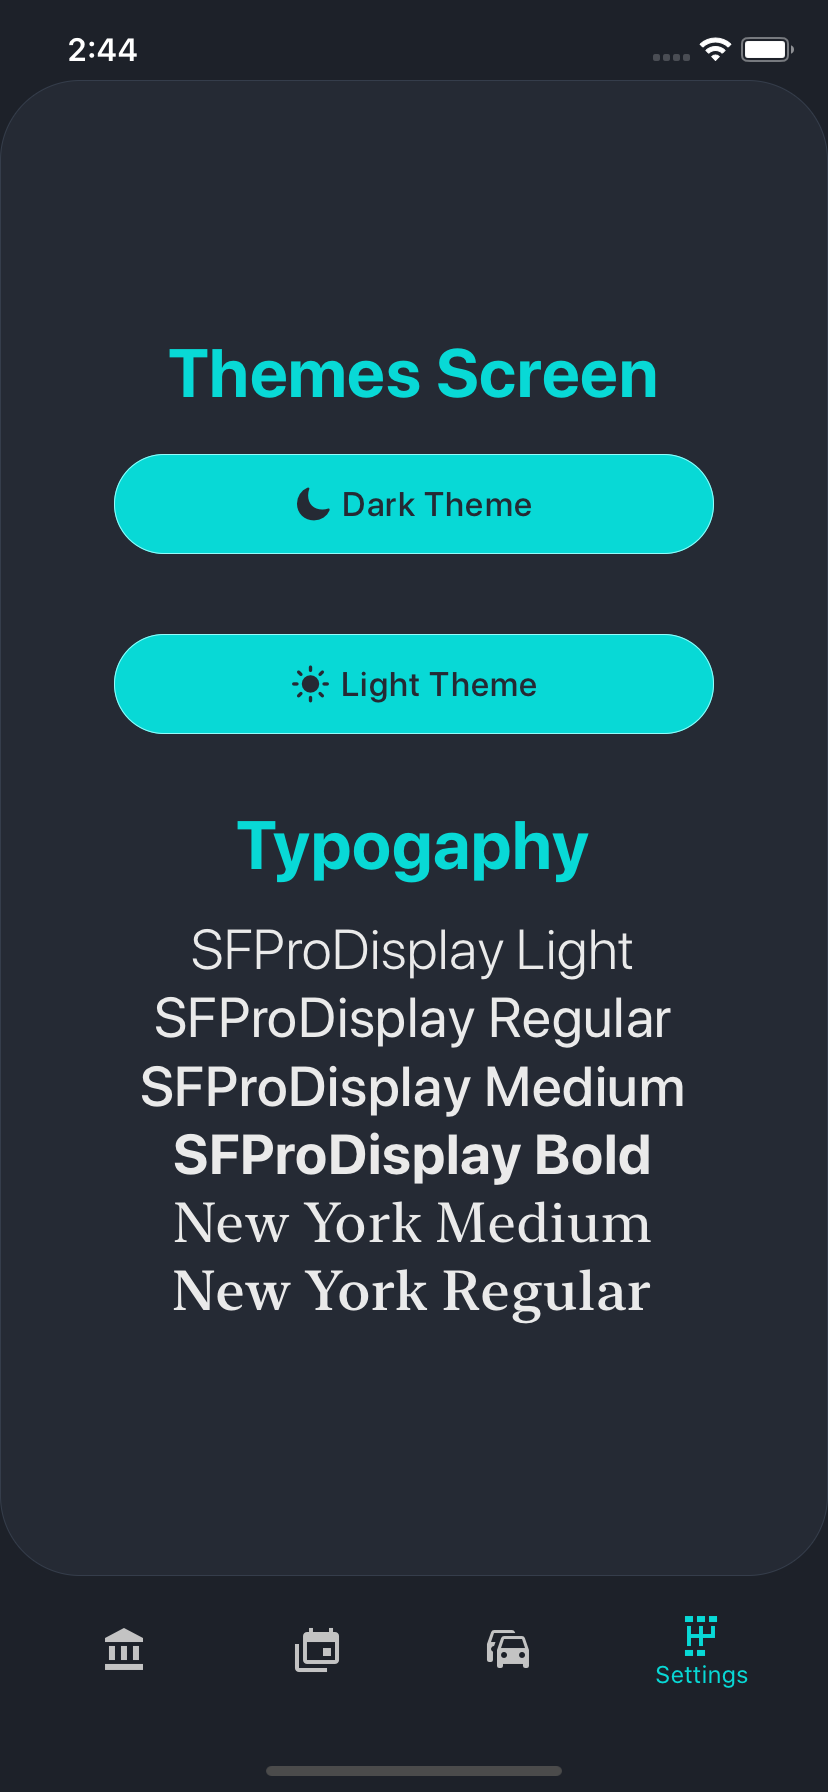 2:44
Themes Screen
Dark Theme
Light Theme
Typogaphy
SFProDisplay Light
SFProDisplay Regular
SFProDisplay Medium
SFProDisplay Bold
New York Medium
New York Regular
Settings